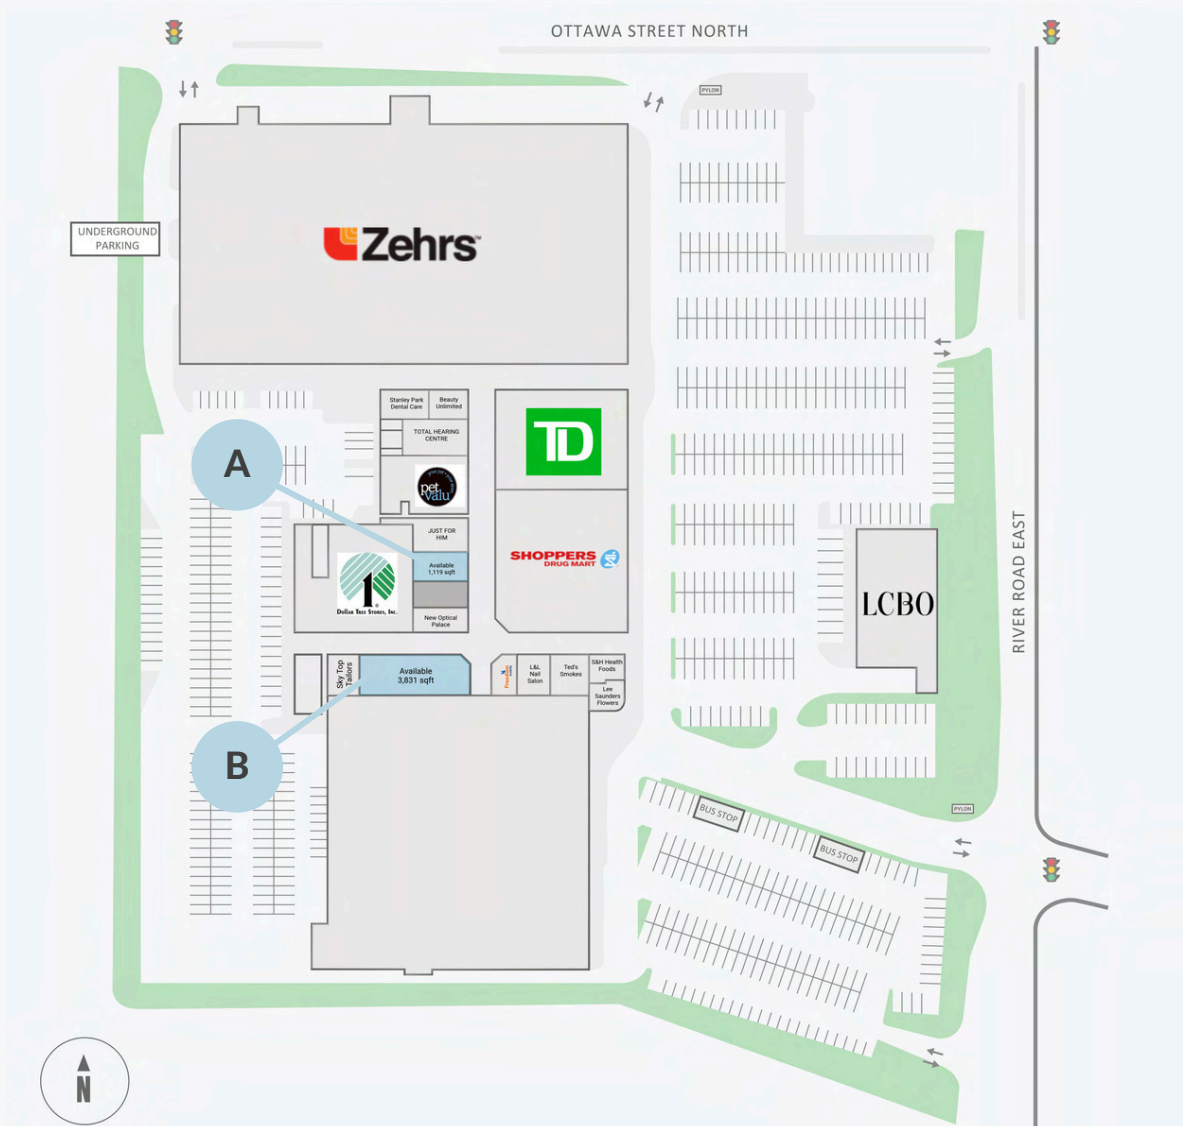 OTTAWA STREET NORTH
PYLON
UNDERGROUND
PARKING
Zehrs™
Stanley Park
Dental Care
Beauty
Unlimited
TOTAL HEARING
CENTRE
TD
A
pet
valu
JUST FOR
HIM
Available
1,119 sqft
SHOPPERS
DRUG MART
1
Dollar Tree Stores, Inc.
New Optical
Palace
LCBO
RIVER ROAD EAST
Sky Top
Tailors
Available
3,831 sqft
Freedom
L&L
Nail
Salon
Ted's
Smokes
S&H Health
Foods
Lee
Saunders
Flowers
B
BUS STOP
BUS STOP
PYLON
N